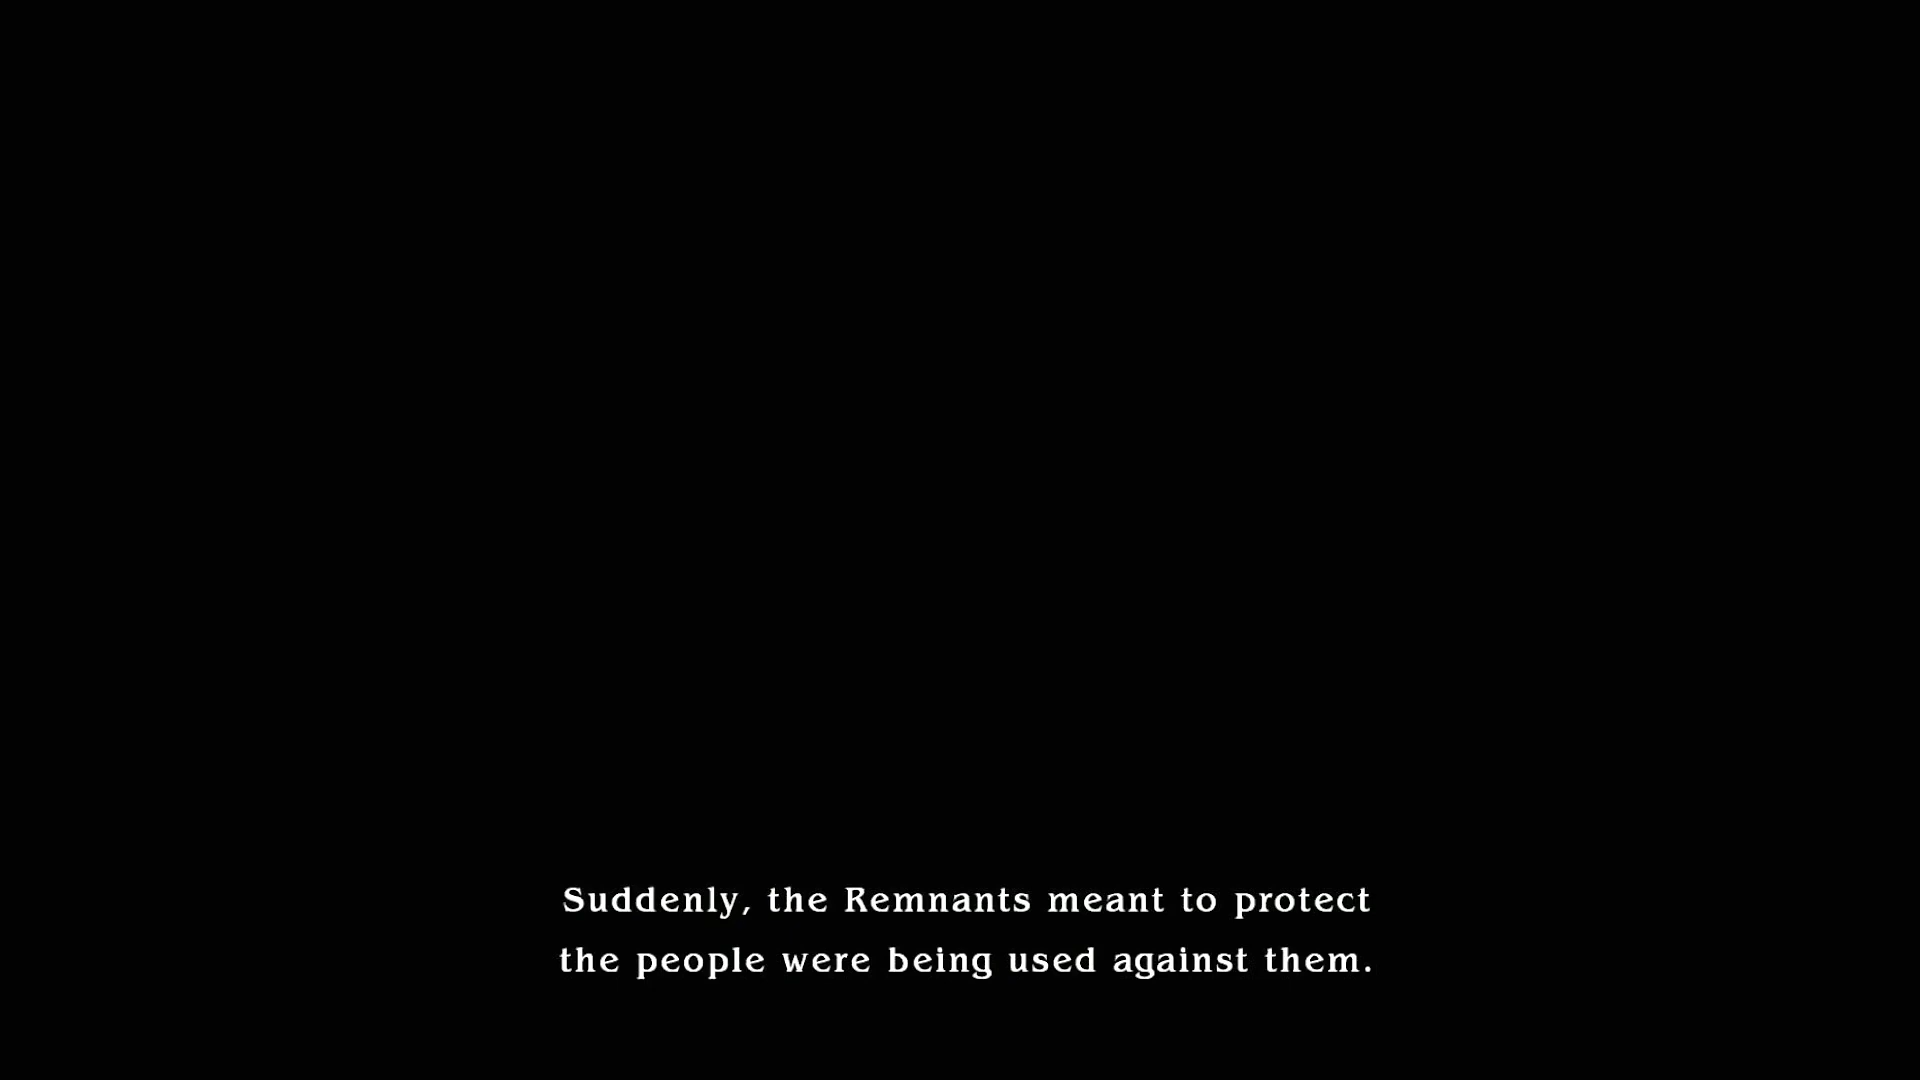 Suddenly, the Remnants meant to protect
the people were being used against them.